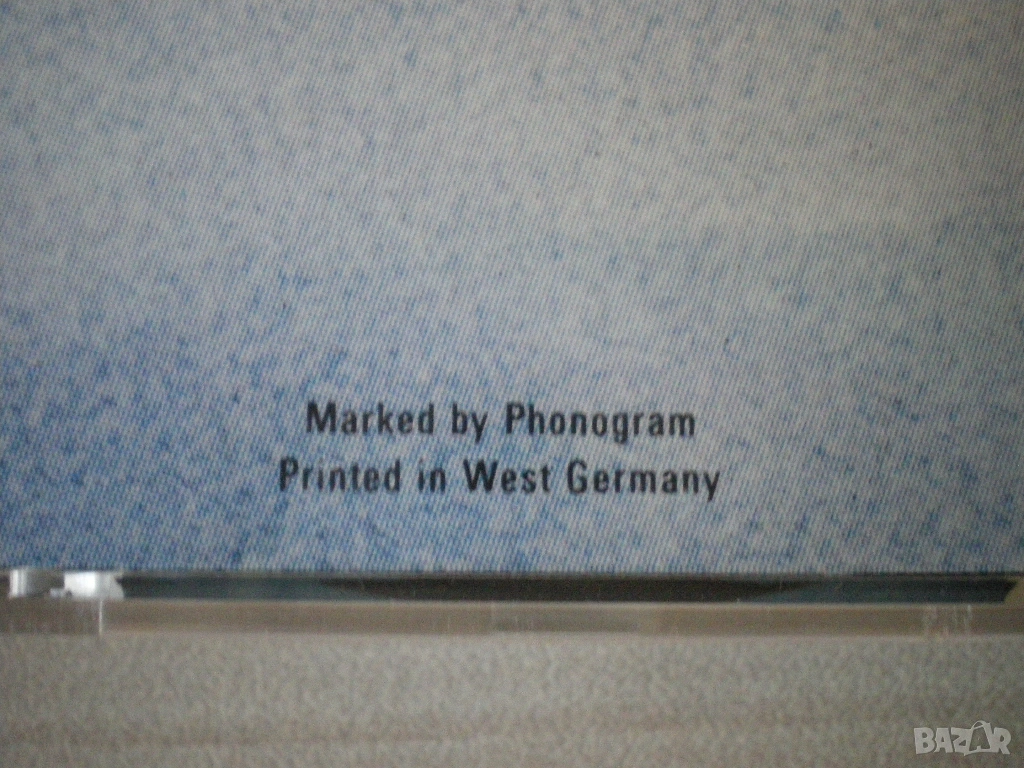 Marked by Phonogram
Printed in West Germany
BAZAR